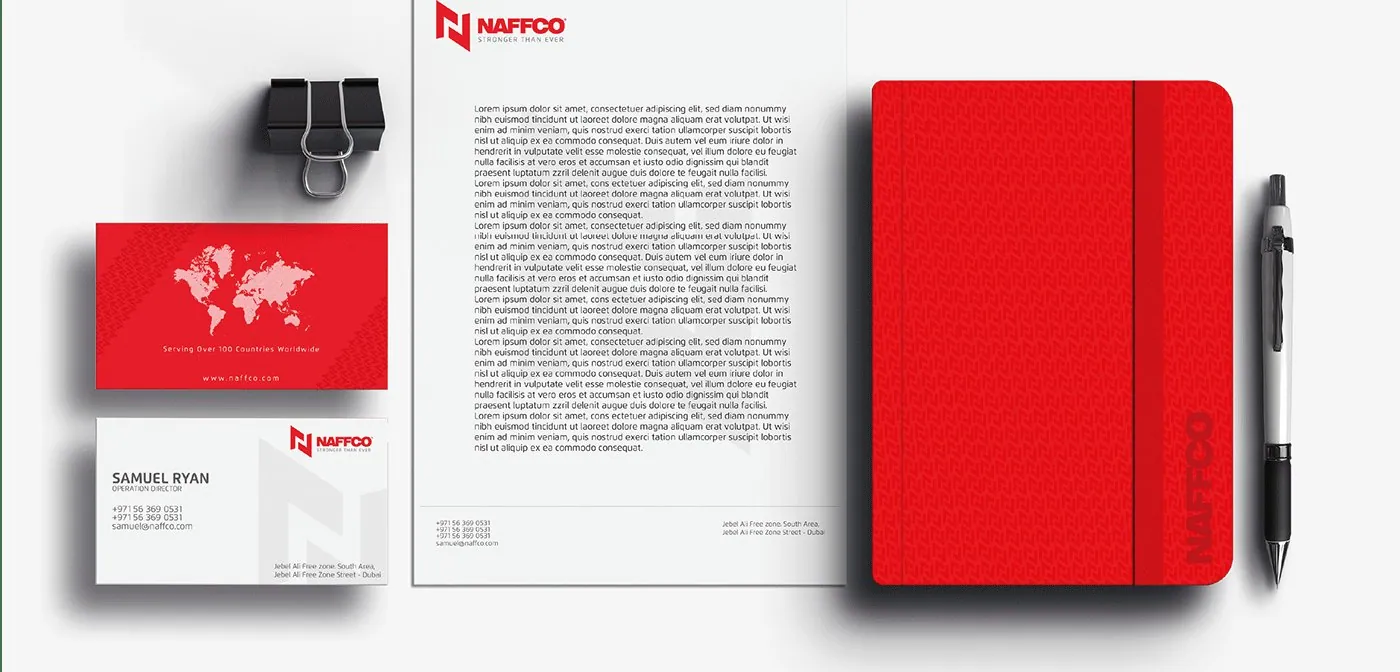 NAFFCO
STRONGER THAN EVER
Lorem ipsum dolor sit amet, consectetuer adipiscing elit, sed diam nonummy
nibh euismod tincidunt ut laoreet dolore magna aliquam erat volutpat. Ut wisi
enim ad minim veniam, quis nostrud exerci tation ullamcorper suscipit lobortis
nisl ut aliquip ex ea commodo consequat. Duis autem vel eum iriure dolor in
hendrerit in vulputate velit esse molestie consequat, vel illum dolore eu feugiat
nulla facilisis at vero eros et accumsan et iusto odio dignissim qui blandit
praesent luptatum zzril delenit augue duis dolore te feugait nulla facilisi.
Lorem ipsum dolor sit amet, cons ectetuer adipiscing elit, sed diam nonummy
nibh euismod tincidunt ut laoreet dolore magna aliquam erat volutpat. Ut wisi
enim ad minim veniam, quis nostrud exerci tation ullamcorper suscipit lobortis
nisl ut aliquip ex ea commodo consequat.
Lorem ipsum dolor sit amet, consectetuer adipiscing elit, sed diam nonummy
nibh euismod tincidunt ut laoreet dolore magna aliquam erat volutpat. Ut wisi
enim ad minim veniam, quis nostrud exerci tation ullamcorper suscipit lobortis
nisl ut aliquip ex ea commodo consequat. Duis autem vel eum iriure dolor in
hendrerit in vulputate velit esse molestie consequat, vel illum dolore eu feugiat
nulla facilisis at vero eros et accumsan et iusto odio dignissim qui blandit
praesent luptatum zzril delenit augue duis dolore te feugait nulla facilisi.
Lorem ipsum dolor sit amet, cons ectetuer adipiscing elit, sed diam nonummy
nibh euismod tincidunt ut laoreet dolore magna aliquam erat volutpat. Ut wisi
enim ad minim veniam, quis nostrud exerci tation ullamcorper suscipit lobortis
nisl ut aliquip ex ea commodo consequat.
Lorem ipsum dolor sit amet, consectetuer adipiscing elit, sed diam nonummy
nibh euismod tincidunt ut laoreet dolore magna aliquam erat volutpat. Ut wisi
enim ad minim veniam, quis nostrud exerci tation ullamcorper suscipit lobortis
nisl ut aliquip ex ea commodo consequat. Duis autem vel eum iriure dolor in
hendrerit in vulputate velit esse molestie consequat, vel illum dolore eu feugiat
nulla facilisis at vero eros et accumsan et iusto odio dignissim qui blandit
praesent luptatum zzril delenit augue duis dolore te feugait nulla facilisi.
Lorem ipsum dolor sit amet, cons ectetuer adipiscing elit, sed diam nonummy
nibh euismod tincidunt ut laoreet dolore magna aliquam erat volutpat. Ut wisi
enim ad minim veniam, quis nostrud exerci tation ullamcorper suscipit lobortis
nisl ut aliquip ex ea commodo consequat.
+971 56 369 0531
+971 56 369 0531
+971 56 369 0531
samuel@naffco.com
Jebel Ali Free zone. South Area,
Jebel Ali Free Zone Street - Dubai
Serving Over 100 Countries Worldwide
www.naffco.com
NAFFCO
STRONGER THAN EVER
SAMUEL RYAN
OPERATION DIRECTOR
+971 56 369 0531
+971 56 369 0531
samuel@naffco.com
Jebel Ali Free zone. South Area,
Jebel Ali Free Zone Street - Dubai
NAFFCO